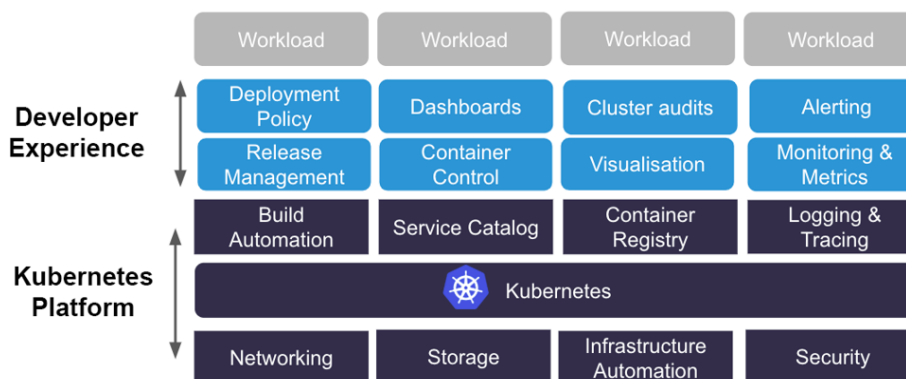 Workload
Workload
Workload
Workload
Developer
Experience
Deployment
Policy
Dashboards
Cluster audits
Alerting
Release
Management
Container
Control
Visualisation
Monitoring &
Metrics
Kubernetes
Platform
Build
Automation
Service Catalog
Container
Registry
Logging &
Tracing
Kubernetes
Networking
Storage
Infrastructure
Automation
Security